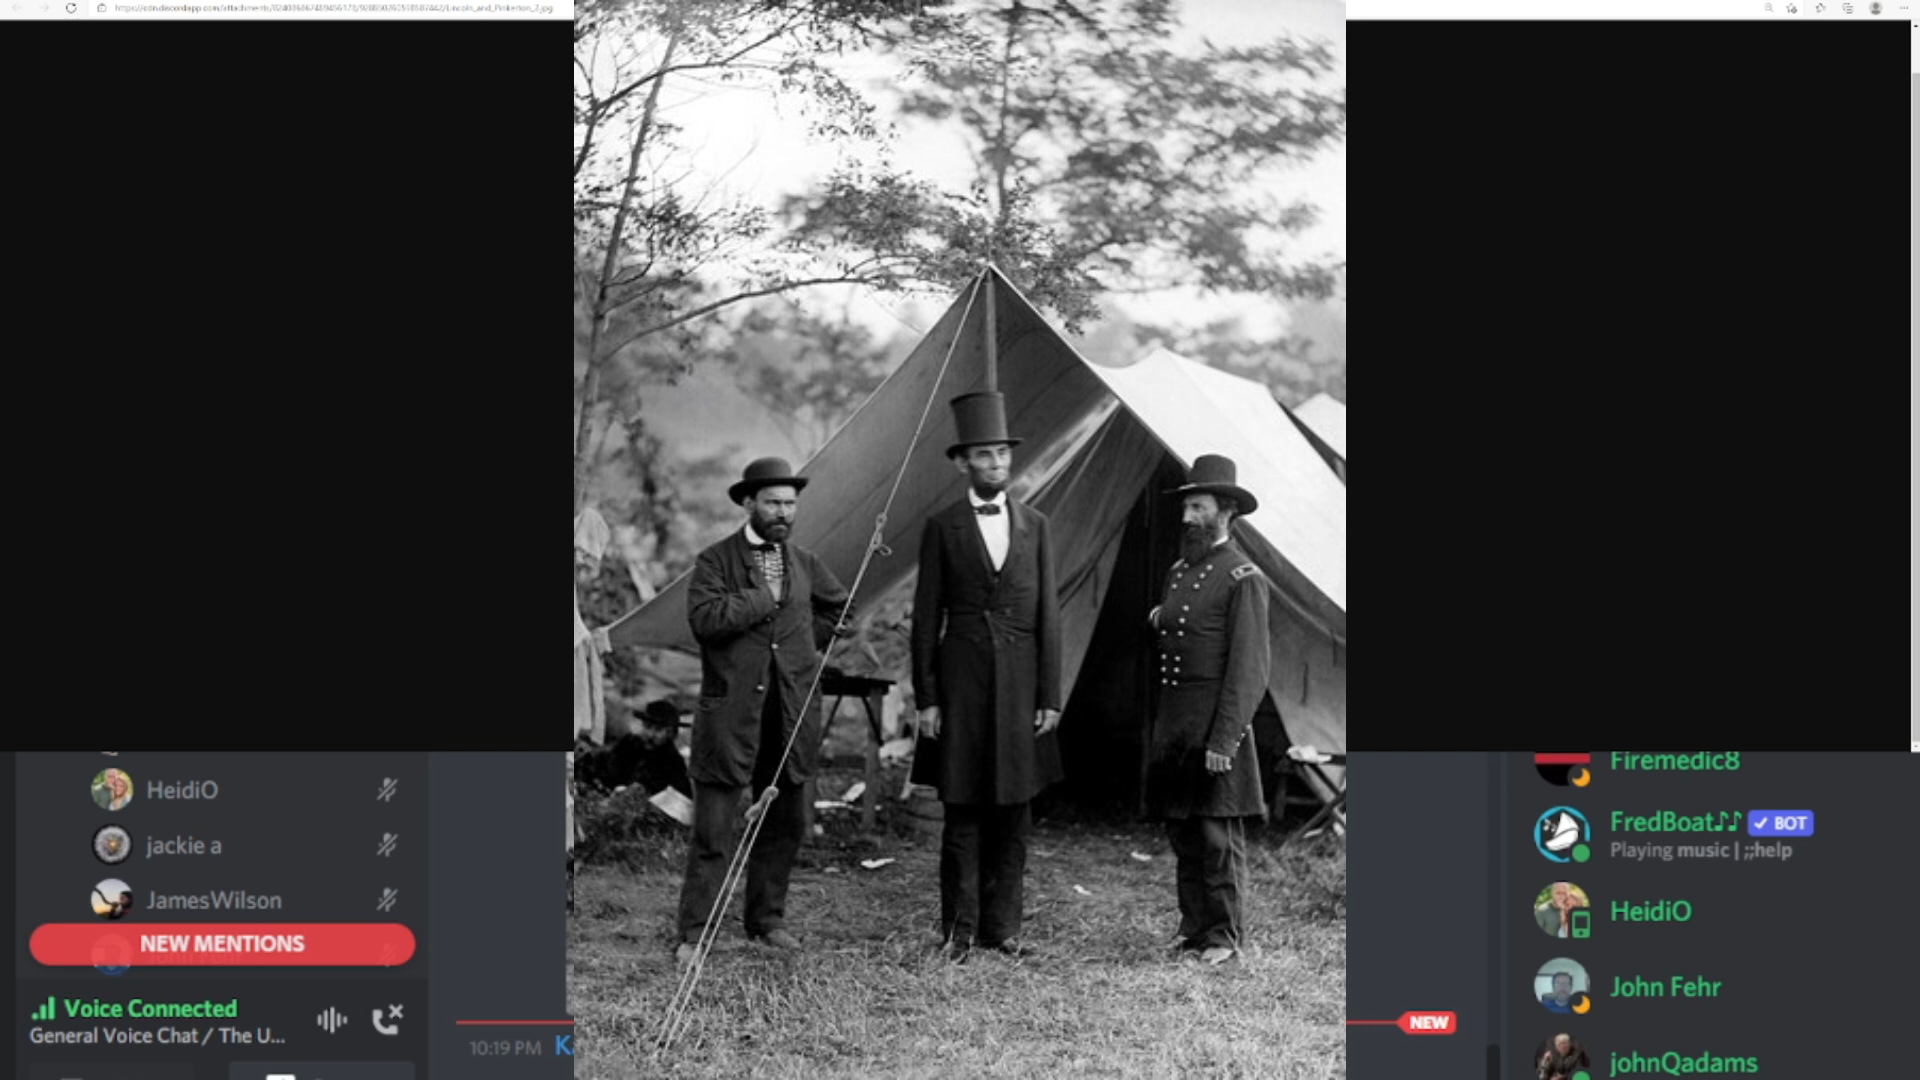 HeidiO
jackie a
JamesWilson
NEW MENTIONS
Voice Connected
General Voice Chat / The U...
10:19 PM
NEW
Firemedic8
FredBoat♪♪ ✓ BOT
Playing music | ;;help
HeidiO
John Fehr
johnQadams